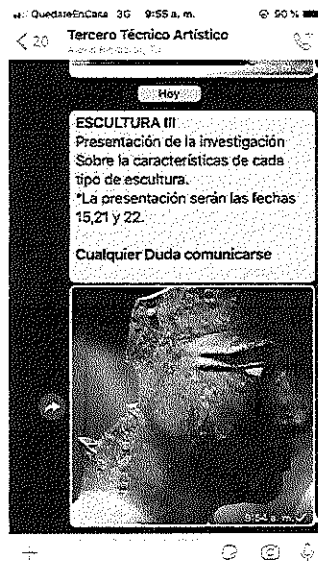 QuedateEnCasa 3G 9:55 a. m. 90 %
20 Tercero Técnico Artístico
Hoy
ESCULTURA III
Presentación de la investigación
Sobre la características de cada
tipo de escultura.
*La presentación serán las fechas
15,21 y 22.
Cualquier Duda comunicarse
9:54 a. m.